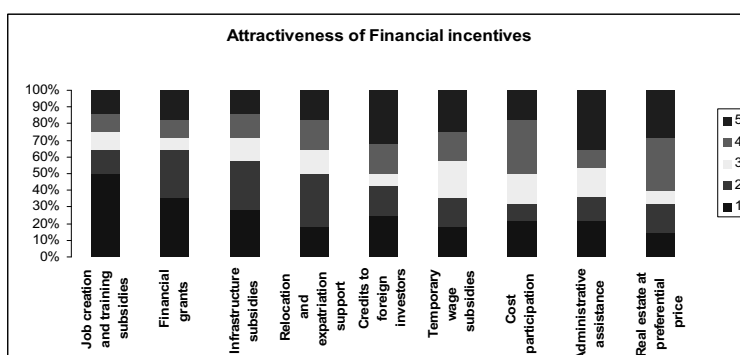 Attractiveness of Financial incentives
100%
90%
80%
70%
60%
50%
40%
30%
20%
10%
0%
5
4
3
2
1
Job creation
and training
subsidies
Financial
grants
Infrastructure
subsidies
Relocation
and
expatriation
support
Credits to
foreign
investors
Temporary
wage
subsidies
Cost
participation
Administrative
assistance
Real estate at
preferential
price